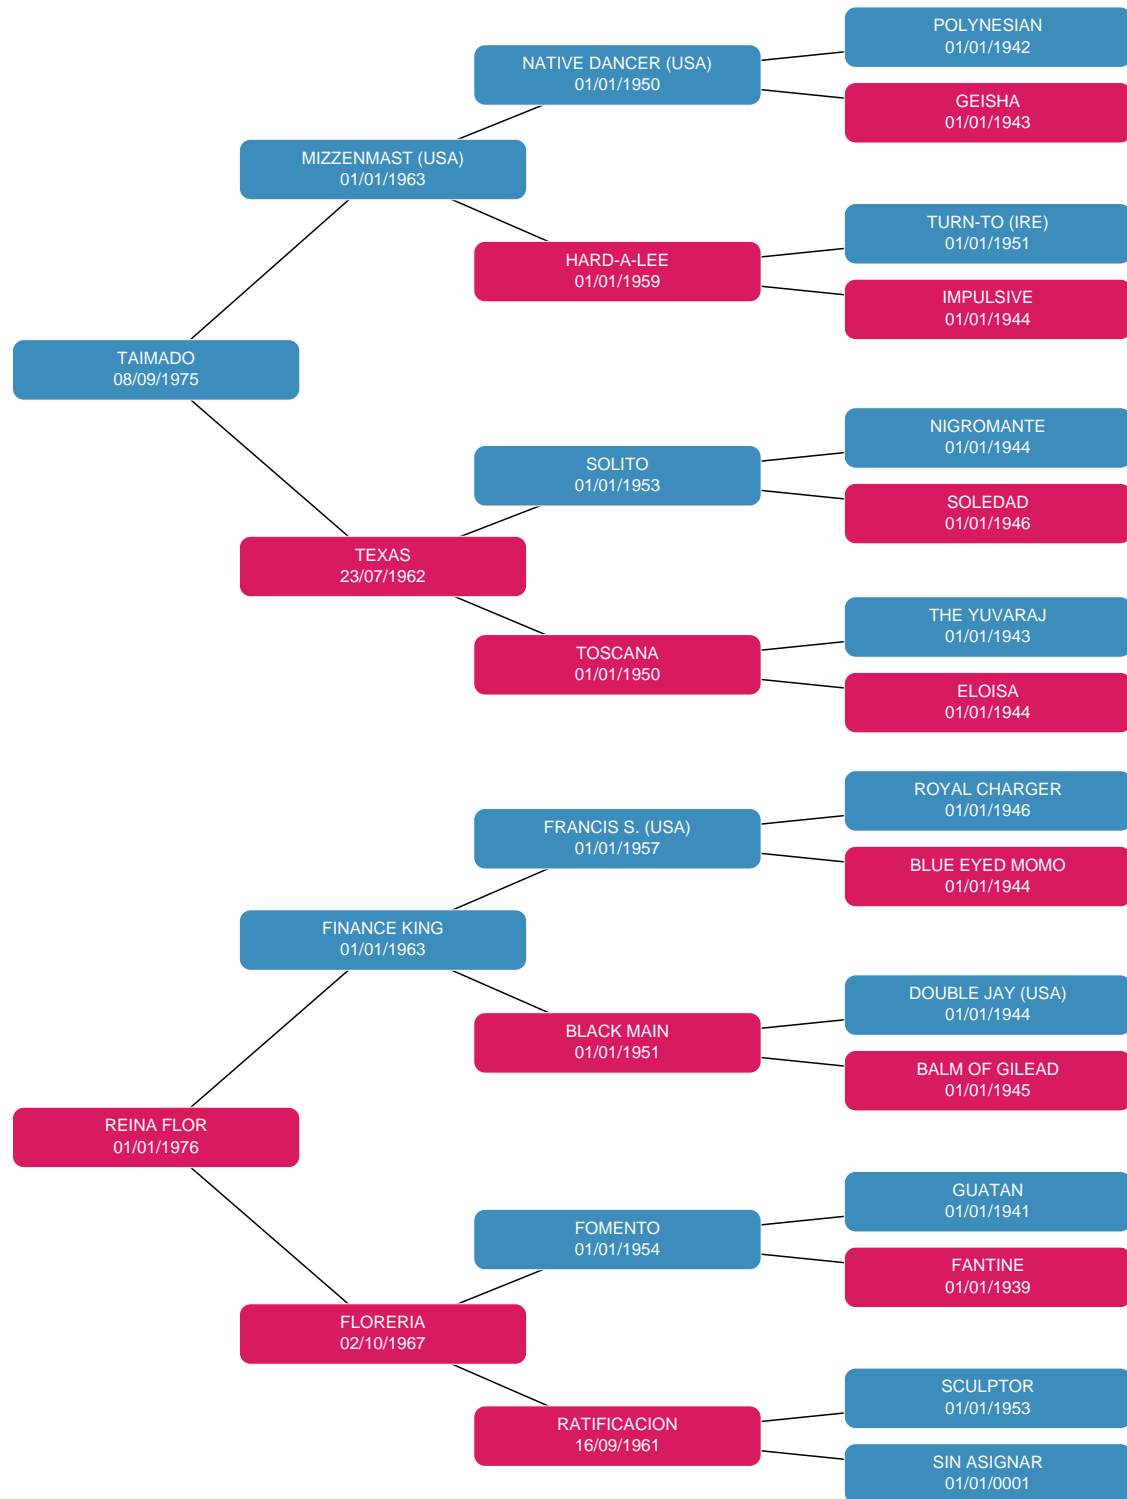 POLYNESIAN
01/01/1942
NATIVE DANCER (USA)
01/01/1950
GEISHA
01/01/1943
MIZZENMAST (USA)
01/01/1963
TURN-TO (IRE)
01/01/1951
HARD-A-LEE
01/01/1959
IMPULSIVE
01/01/1944
TAIMADO
08/09/1975
NIGROMANTE
01/01/1944
SOLITO
01/01/1953
SOLEDAD
01/01/1946
TEXAS
23/07/1962
THE YUVARAJ
01/01/1943
TOSCANA
01/01/1950
ELOISA
01/01/1944
ROYAL CHARGER
01/01/1946
FRANCIS S. (USA)
01/01/1957
BLUE EYED MOMO
01/01/1944
FINANCE KING
01/01/1963
DOUBLE JAY (USA)
01/01/1944
BLACK MAIN
01/01/1951
BALM OF GILEAD
01/01/1945
REINA FLOR
01/01/1976
GUATAN
01/01/1941
FOMENTO
01/01/1954
FANTINE
01/01/1939
FLORERIA
02/10/1967
SCULPTOR
01/01/1953
RATIFICACION
16/09/1961
SIN ASIGNAR
01/01/0001